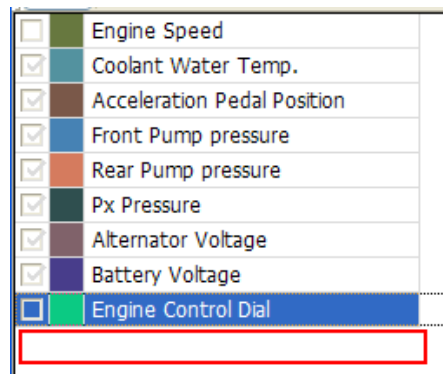 Engine Speed
Coolant Water Temp.
Acceleration Pedal Position
Front Pump pressure
Rear Pump pressure
Px Pressure
Alternator Voltage
Battery Voltage
Engine Control Dial